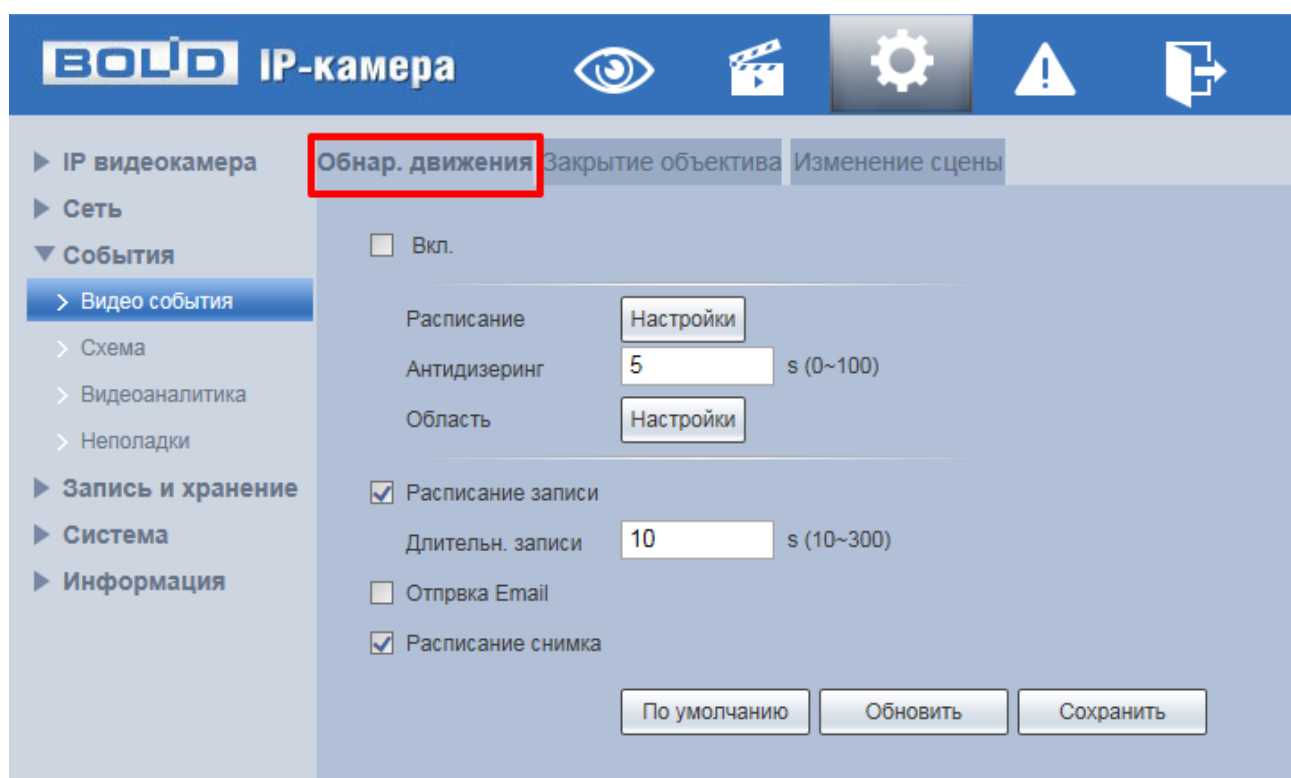 BOLID IP-камера
IP видеокамера
Сеть
События
Видео события
Схема
Видеоаналитика
Неполадки
Запись и хранение
Система
Информация
Обнар. движения Закрытие объектива Изменение сцены
Вкл.
Расписание Настройки
Антидизеринг 5 s (0~100)
Область Настройки
Расписание записи
Длительн. записи 10 s (10~300)
Отпрвка Email
Расписание снимка
По умолчанию Обновить Сохранить